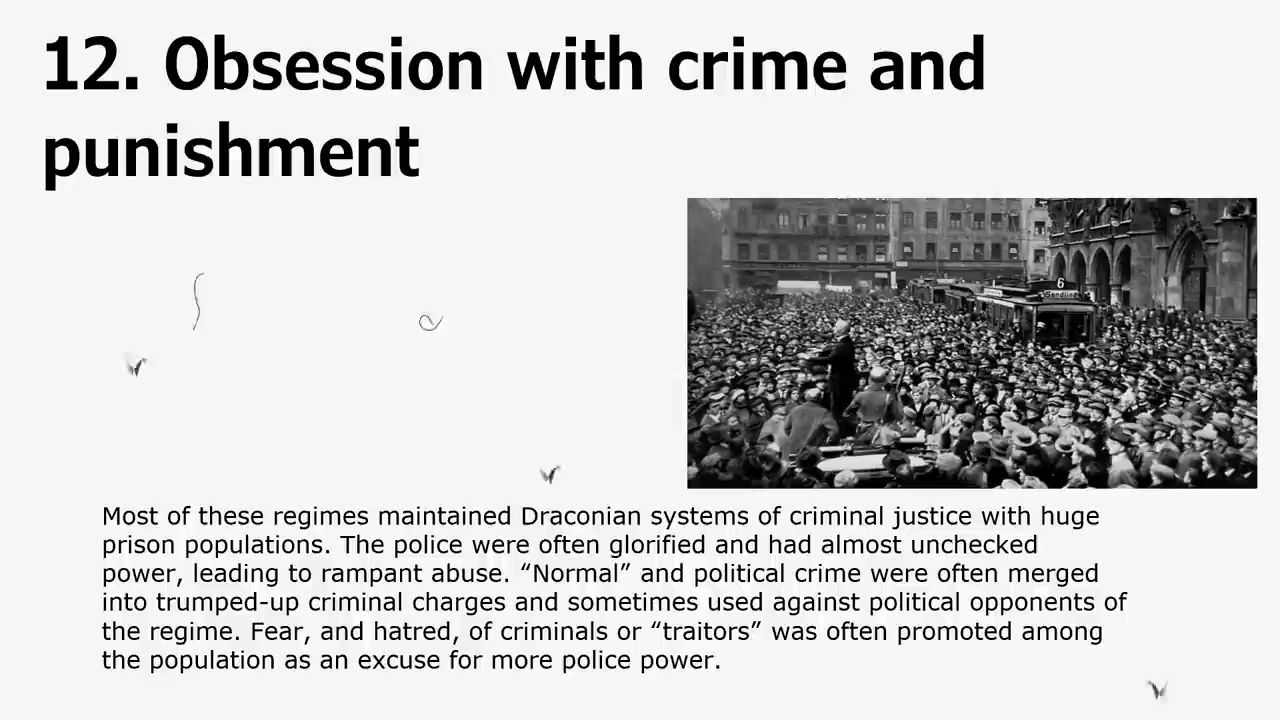 12. Obsession with crime and
punishment
6
Sendling
Most of these regimes maintained Draconian systems of criminal justice with huge
prison populations. The police were often glorified and had almost unchecked
power, leading to rampant abuse. “Normal” and political crime were often merged
into trumped-up criminal charges and sometimes used against political opponents of
the regime. Fear, and hatred, of criminals or “traitors” was often promoted among
the population as an excuse for more police power.